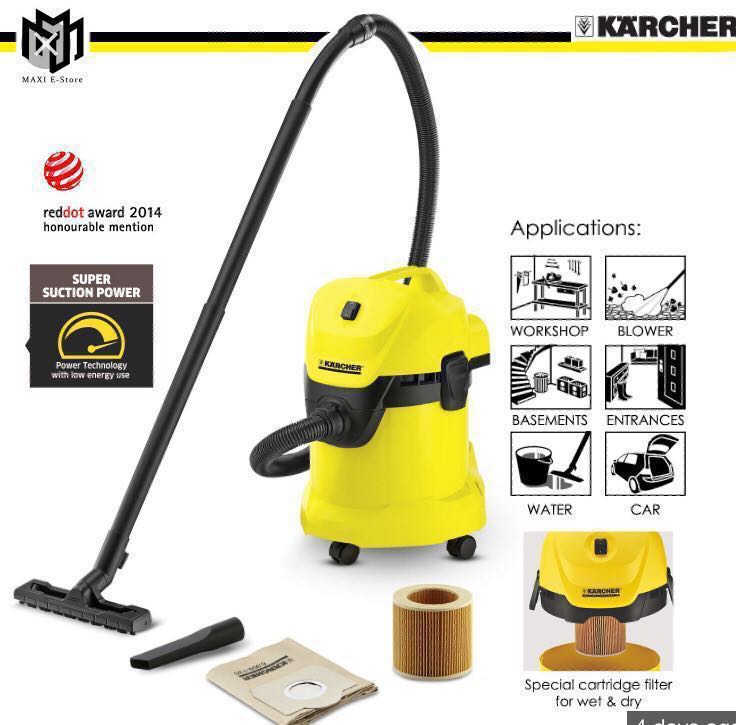 MAXI E-Store
KÄRCHER
reddot award 2014
honourable mention
SUPER
SUCTION POWER
Power Technology
with low energy use
Applications:
WORKSHOP
BLOWER
BASEMENTS
ENTRANCES
WATER
CAR
KÄRCHER
KÄRCHER
KÄRCHER
Special cartridge filter
for wet & dry